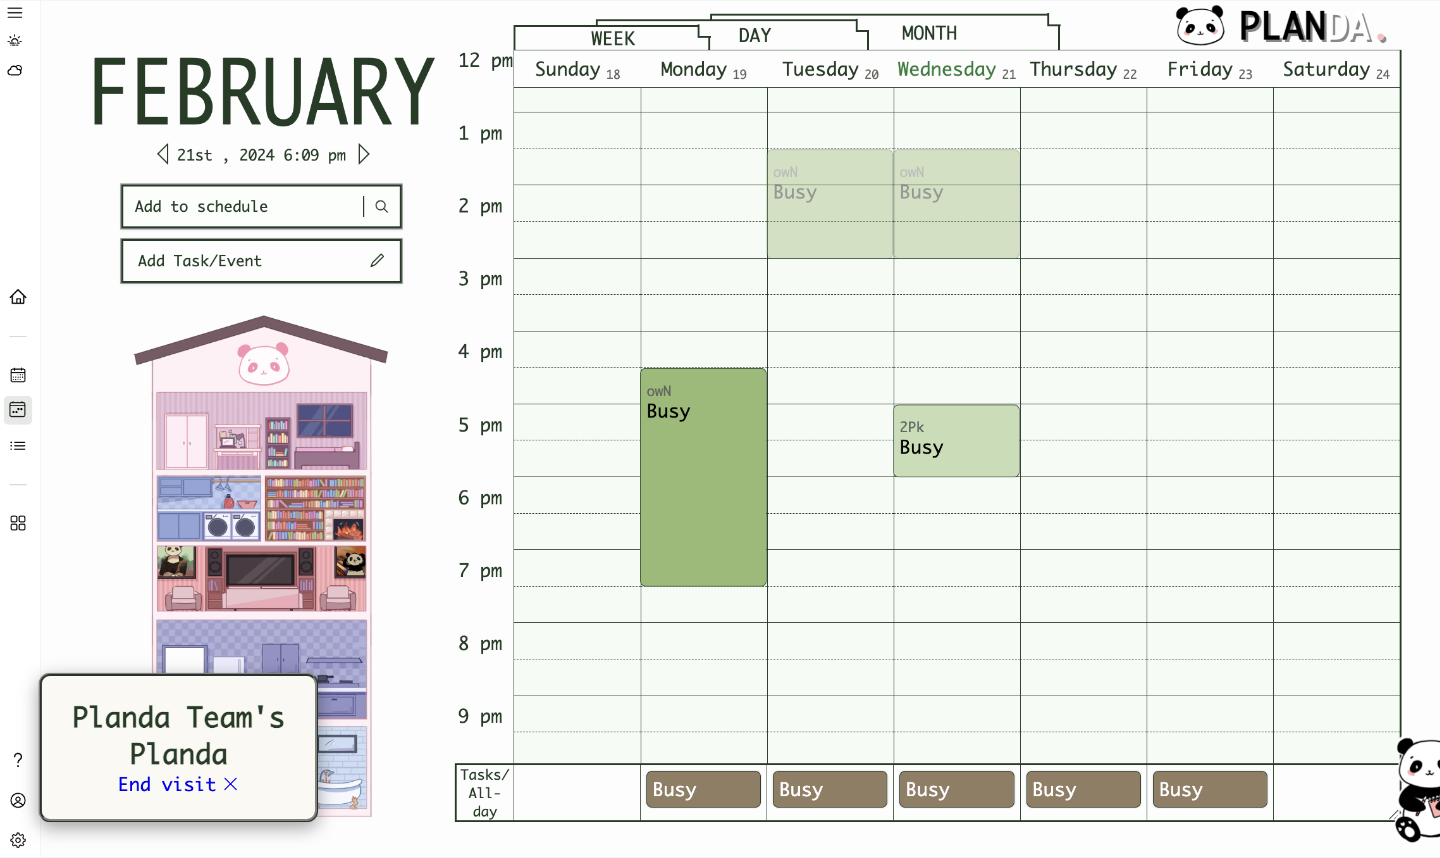 PLANDA.
WEEK
DAY
MONTH
FEBRUARY
21st , 2024 6:09 pm
Add to schedule
Add Task/Event
12 pm
Sunday 18
Monday 19
Tuesday 20
Wednesday 21
Thursday 22
Friday 23
Saturday 24
1 pm
owN
Busy
owN
Busy
2 pm
3 pm
4 pm
owN
Busy
2Pk
Busy
5 pm
6 pm
7 pm
8 pm
9 pm
Tasks/
All-
day
Busy
Busy
Busy
Busy
Busy
Planda Team's
Planda
End visit
?